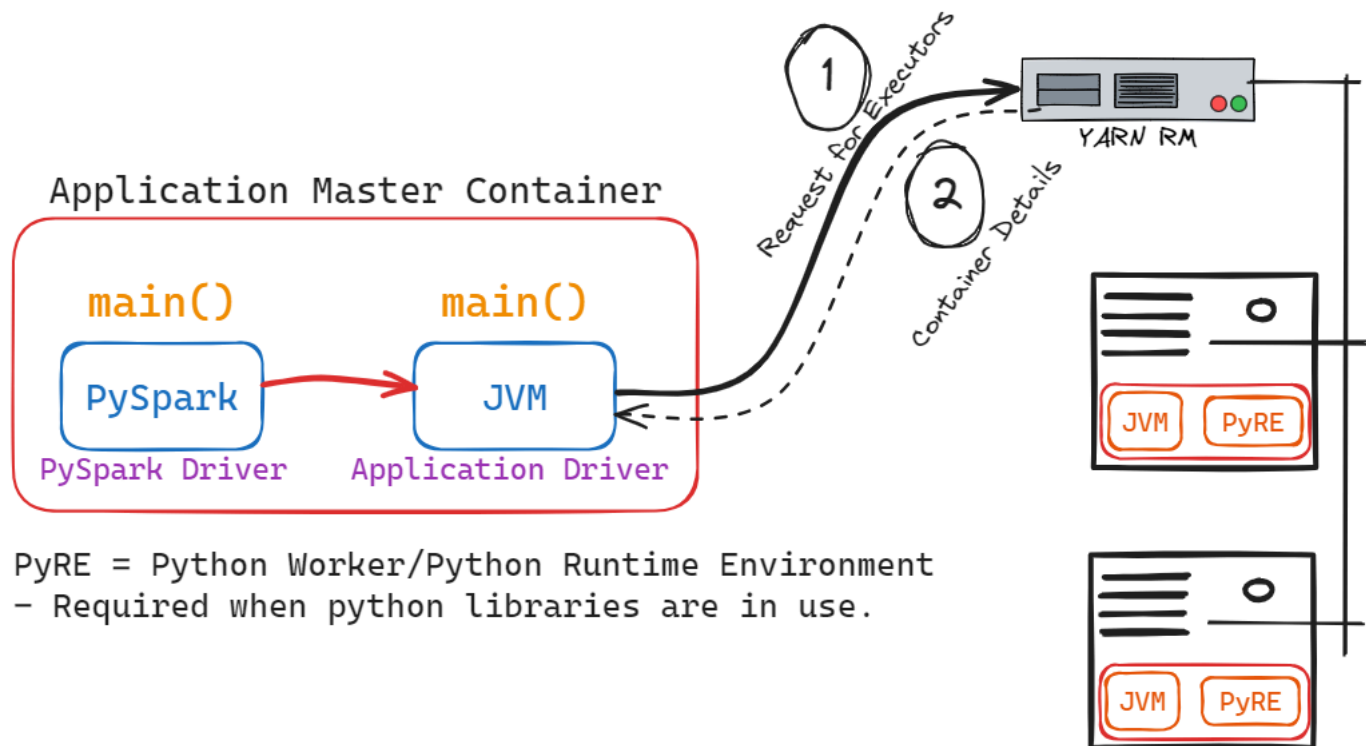 1
Request for Executors
YARN RM
2
Container Details
Application Master Container
main()
main()
PySpark
JVM
PySpark Driver
Application Driver
JVM
PyRE
PyRE = Python Worker/Python Runtime Environment
- Required when python libraries are in use.
JVM
PyRE